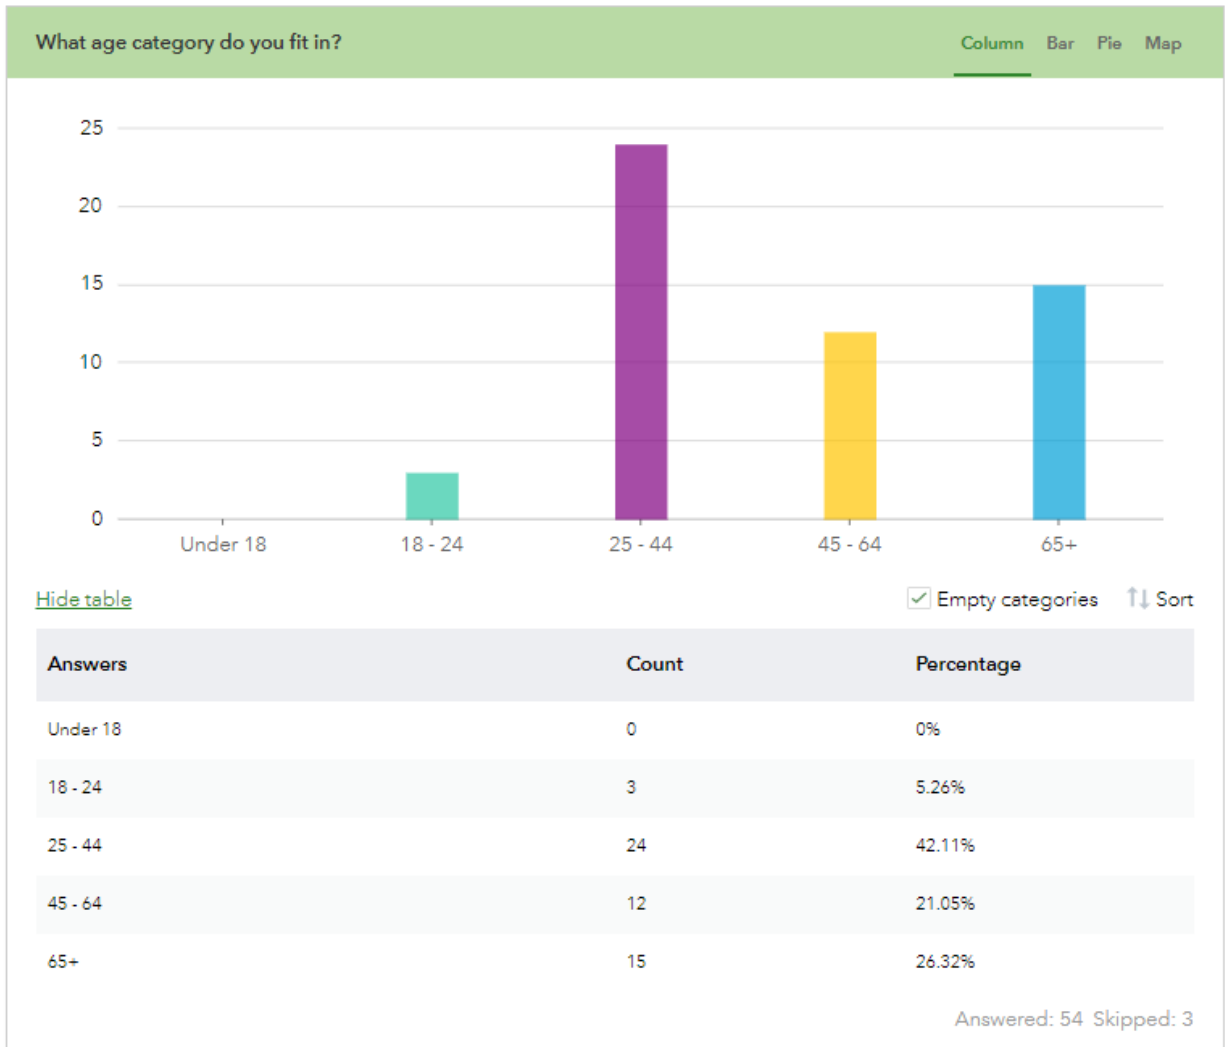 What age category do you fit in? Column Bar Pie Map
25
20
15
10
5
0
Under 18 18 - 24 25 - 44 45 - 64 65+
Hide table Empty categories Sort
Answers Count Percentage
Under 18 0 0%
18 - 24 3 5.26%
25 - 44 24 42.11%
45 - 64 12 21.05%
65+ 15 26.32%
Answered: 54 Skipped: 3